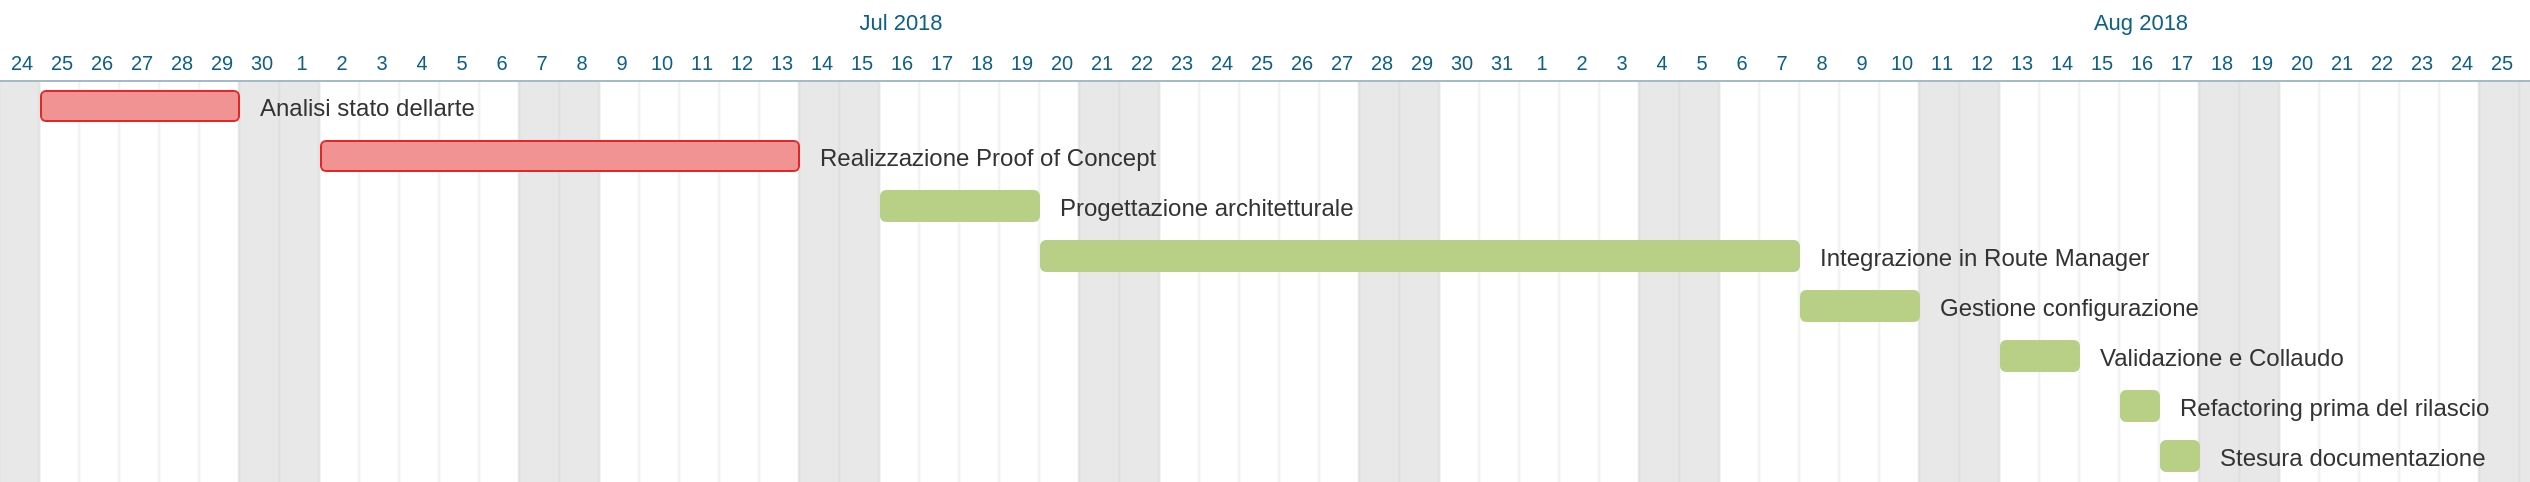 Jul 2018 Aug 2018
24 25 26 27 28 29 30 1 2 3 4 5 6 7 8 9 10 11 12 13 14 15 16 17 18 19 20 21 22 23 24 25 26 27 28 29 30 31 1 2 3 4 5 6 7 8 9 10 11 12 13 14 15 16 17 18 19 20 21 22 23 24 25
Analisi stato dellarte
Realizzazione Proof of Concept
Progettazione architetturale
Integrazione in Route Manager
Gestione configurazione
Validazione e Collaudo
Refactoring prima del rilascio
Stesura documentazione